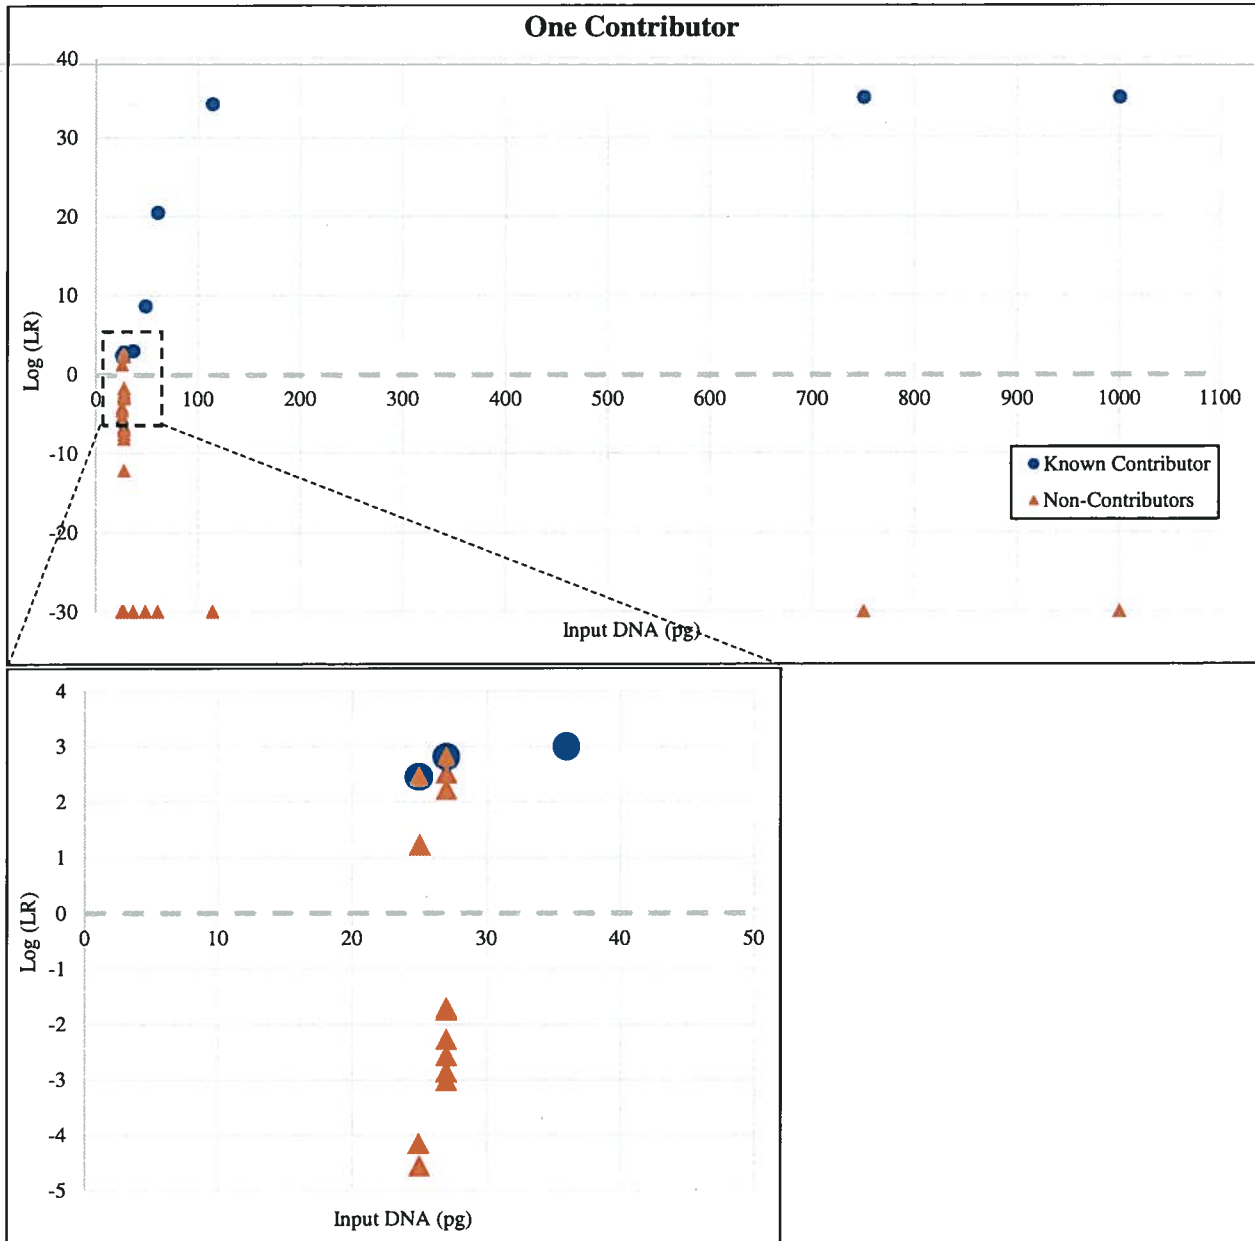 One Contributor
40
30
20
10
0
-10
-20
-30
Log (LR)
0 100 200 300 400 500 600 700 800 900 1000 1100
Known Contributor
Non-Contributors
Input DNA (pg)
4
3
2
1
0
-1
-2
-3
-4
-5
Log (LR)
0 10 20 30 40 50
Input DNA (pg)